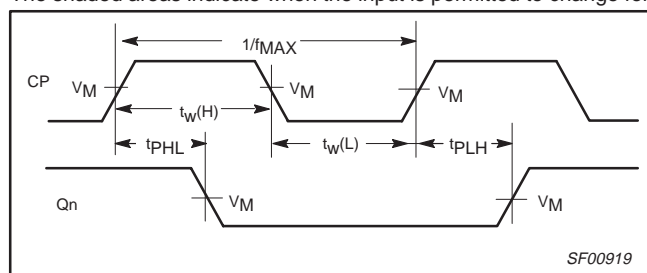 The shaded areas indicate when the input is permitted to change for
1/fMAX
CP
VM
VM
VM
tw(H)
tPHL
tw(L)
tPLH
Qn
VM
VM
SF00919